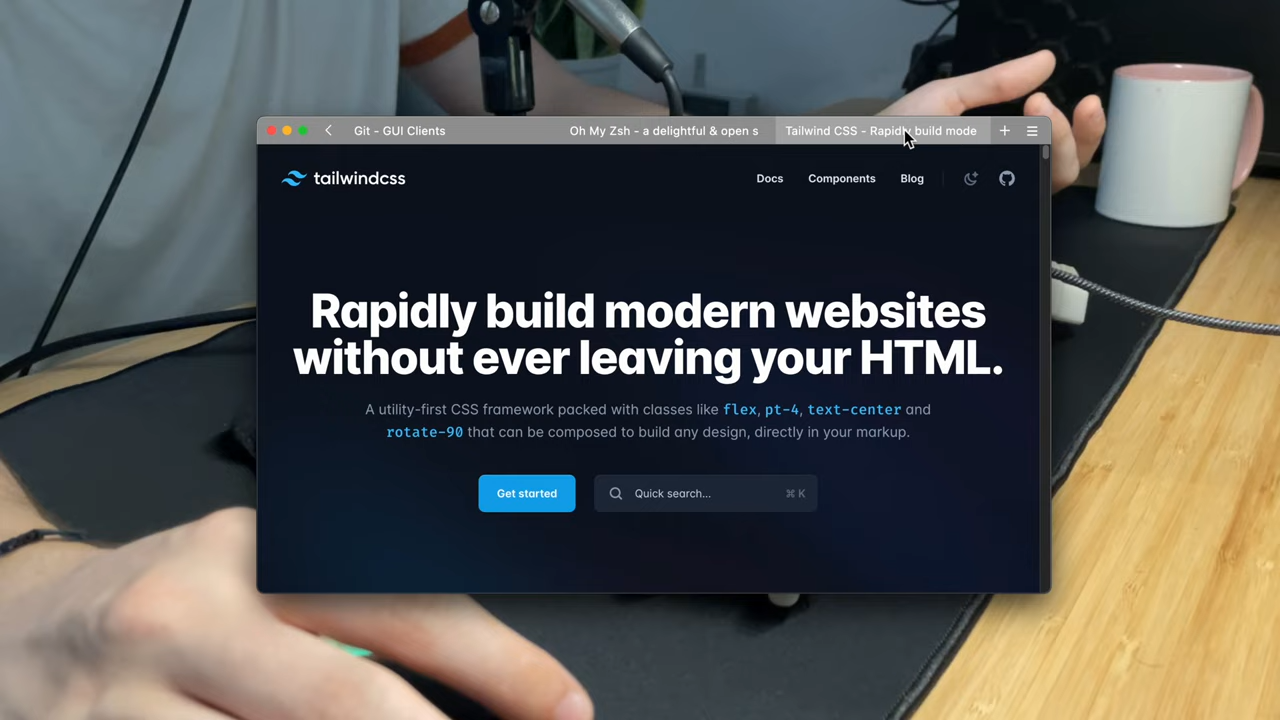 Git - GUI Clients
Oh My Zsh - a delightful & open s
Tailwind CSS - Rapidly build mode
tailwindcss
Docs
Components
Blog
Rapidly build modern websites
without ever leaving your HTML.
A utility-first CSS framework packed with classes like flex, pt-4, text-center and
rotate-90 that can be composed to build any design, directly in your markup.
Get started
Quick search...
⌘ K